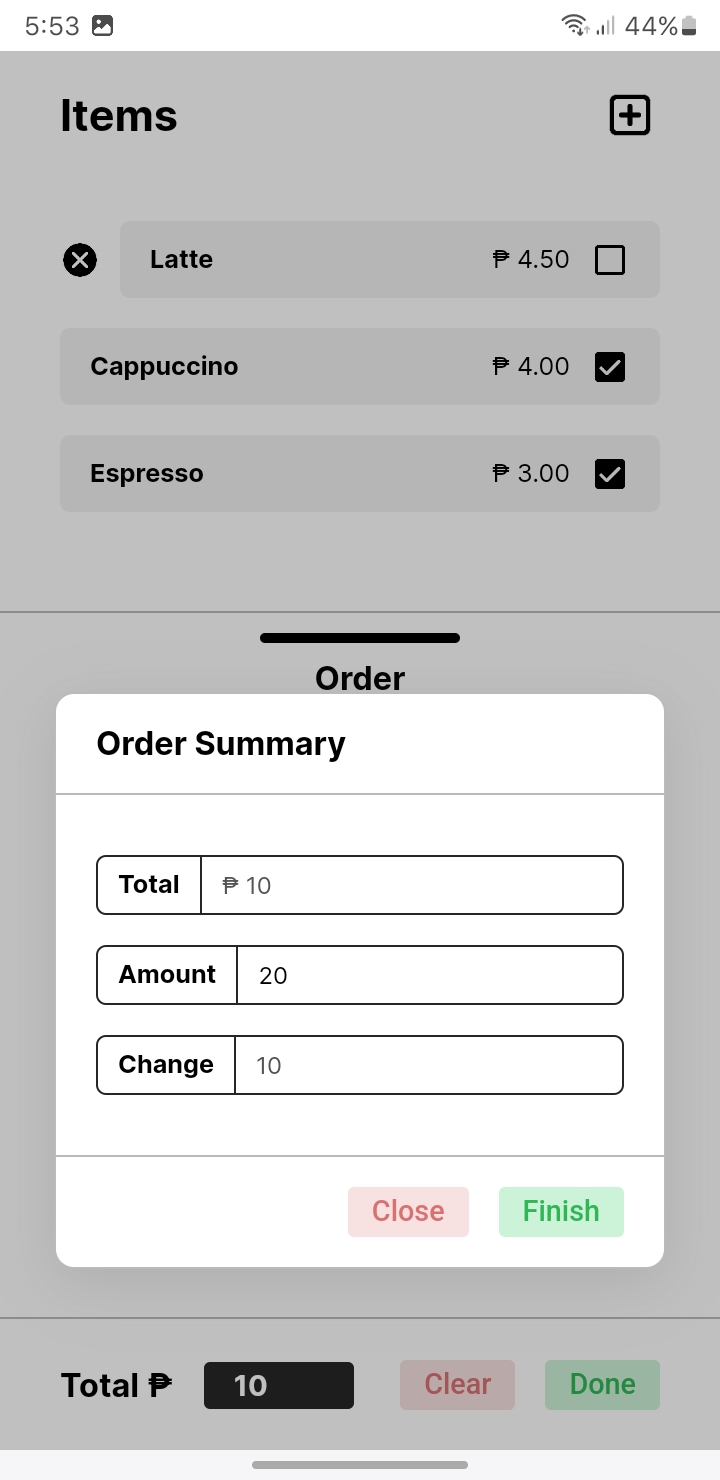 5:53 44%
Items
Latte ₱ 4.50
Cappuccino ₱ 4.00
Espresso ₱ 3.00
Order
Order Summary
Total ₱ 10
Amount 20
Change 10
Close Finish
Total ₱ 10 Clear Done